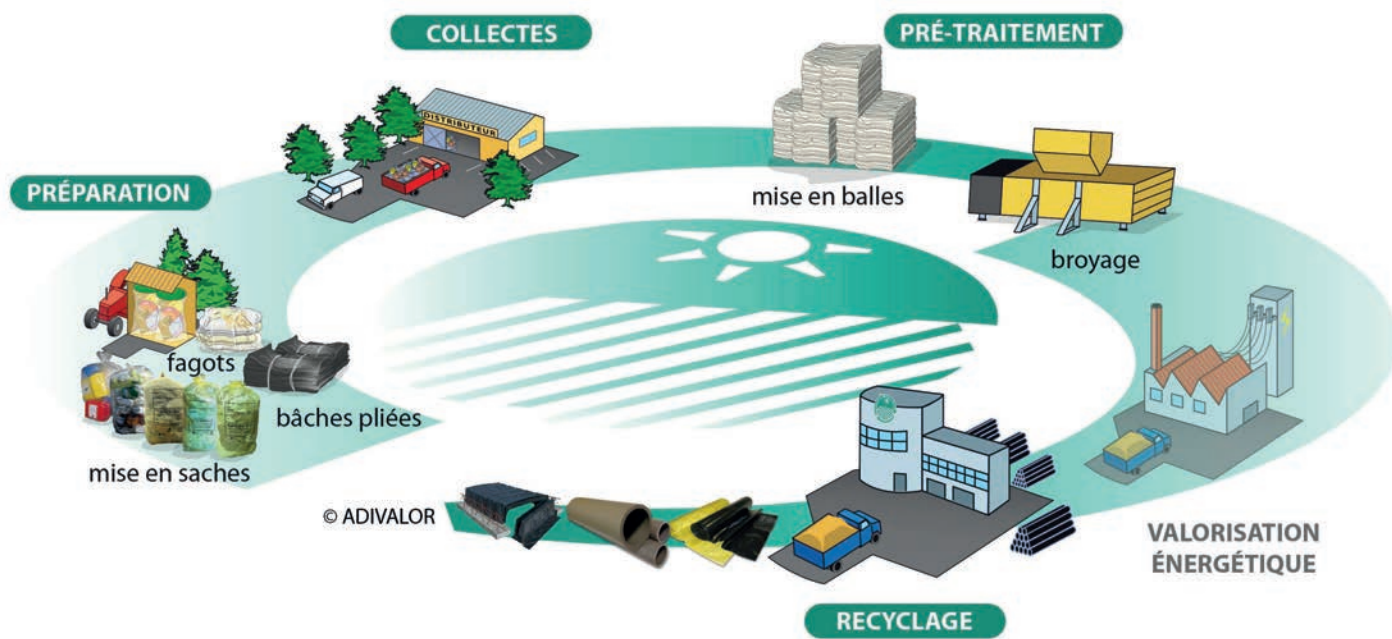 COLLECTES
PRÉ-TRAITEMENT
DISTRIBUTEUR
PRÉPARATION
mise en balles
broyage
fagots
bâches pliées
mise en saches
© ADIVALOR
VALORISATION
ÉNERGÉTIQUE
RECYCLAGE